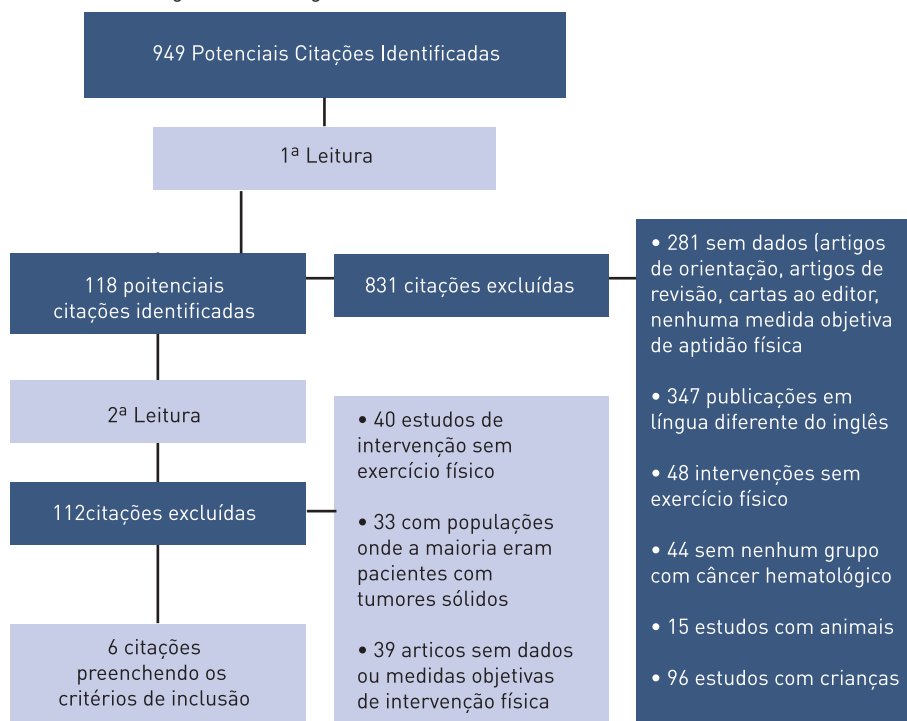 949 Potenciais Citações Identificadas
1ª Leitura
118 poitenciais
citações identificadas
831 citações excluídas
• 281 sem dados (artigos
de orientação, artigos de
revisão, cartas ao editor,
nenhuma medida objetiva
de aptidão física
• 347 publicações em
língua diferente do inglês
• 48 intervenções sem
exercício físico
• 44 sem nenhum grupo
com câncer hematológico
• 15 estudos com animais
• 96 estudos com crianças
2ª Leitura
112citações excluídas
• 40 estudos de
intervenção sem
exercício físico
• 33 com populações
onde a maioria eram
pacientes com
tumores sólidos
• 39 articos sem dados
ou medidas objetivas
de intervenção física
6 citações
preenchendo os
critérios de inclusão